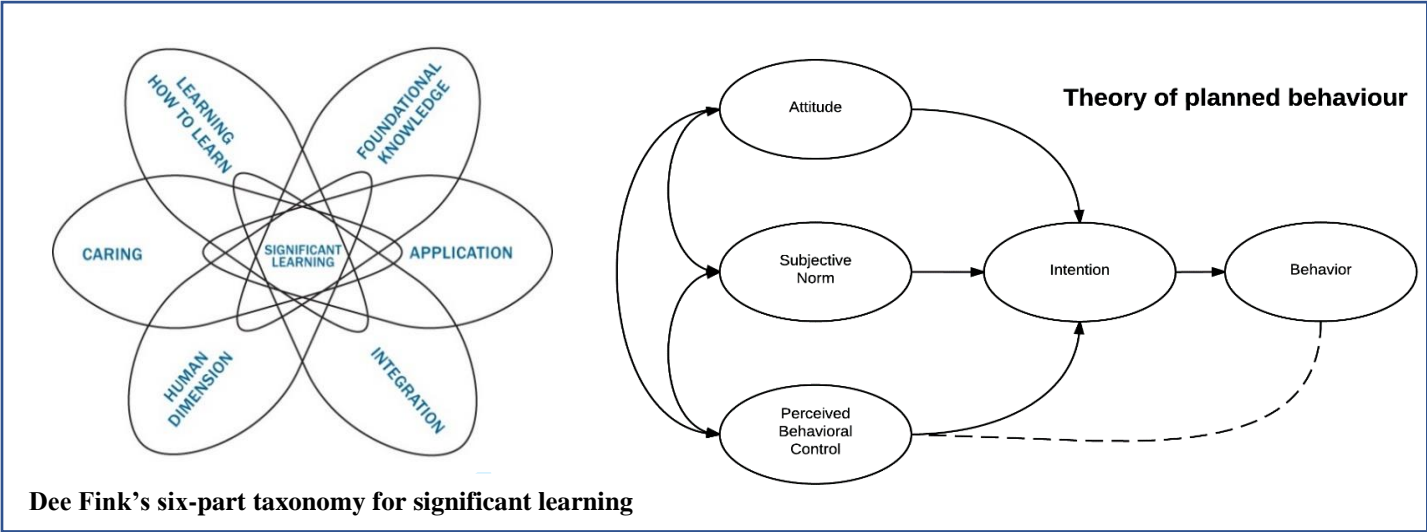 LEARNING
HOW TO LEARN
FOUNDATIONAL
KNOWLEDGE
CARING
SIGNIFICANT
LEARNING
APPLICATION
HUMAN
DIMENSION
INTEGRATION
Dee Fink’s six-part taxonomy for significant learning
Theory of planned behaviour
Attitude
Subjective
Norm
Intention
Behavior
Perceived
Behavioral
Control